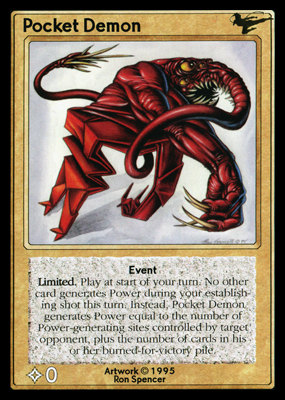 Pocket Demon
Event
Limited. Play at start of your turn. No other
card generates Power during your establish-
ing shot this turn. Instead, Pocket Demon
generates Power equal to the number of
Power-generating sites controlled by target
opponent, plus the number of cards in his
or her burned-for-victory pile.
0
Artwork © 1995
Ron Spencer